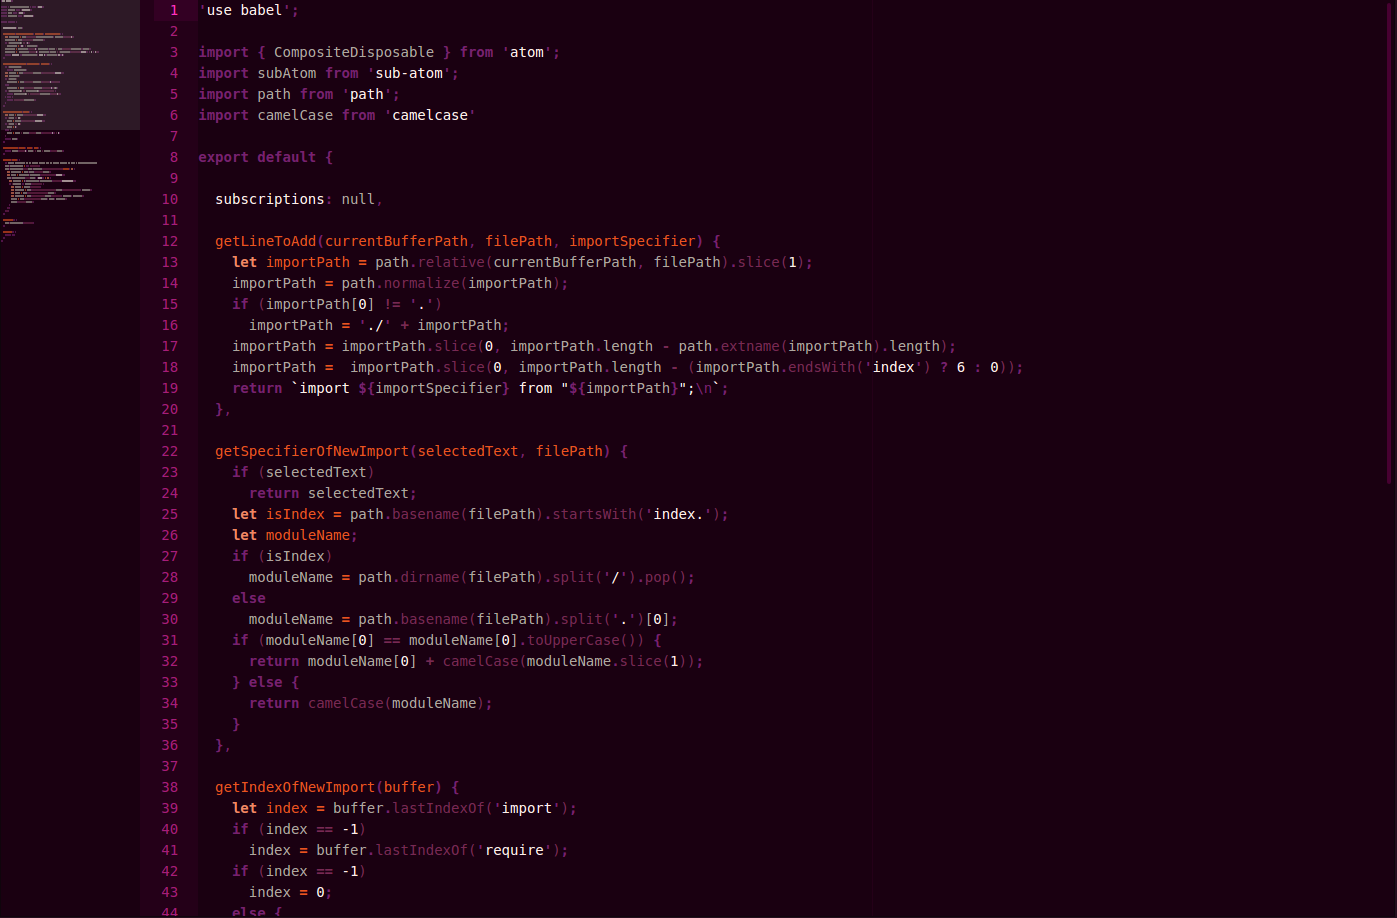 1 'use babel';
2
3 import { CompositeDisposable } from 'atom';
4 import subAtom from 'sub-atom';
5 import path from 'path';
6 import camelCase from 'camelcase'
7
8 export default {
9
10   subscriptions: null,
11
12   getLineToAdd(currentBufferPath, filePath, importSpecifier) {
13     let importPath = path.relative(currentBufferPath, filePath).slice(1);
14     importPath = path.normalize(importPath);
15     if (importPath[0] != '.')
16       importPath = './' + importPath;
17     importPath = importPath.slice(0, importPath.length - path.extname(importPath).length);
18     importPath =  importPath.slice(0, importPath.length - (importPath.endsWith('index') ? 6 : 0));
19     return `import ${importSpecifier} from "${importPath}";\n`;
20   },
21
22   getSpecifierOfNewImport(selectedText, filePath) {
23     if (selectedText)
24       return selectedText;
25     let isIndex = path.basename(filePath).startsWith('index.');
26     let moduleName;
27     if (isIndex)
28       moduleName = path.dirname(filePath).split('/').pop();
29     else
30       moduleName = path.basename(filePath).split('.')[0];
31     if (moduleName[0] == moduleName[0].toUpperCase()) {
32       return moduleName[0] + camelCase(moduleName.slice(1));
33     } else {
34       return camelCase(moduleName);
35     }
36   },
37
38   getIndexOfNewImport(buffer) {
39     let index = buffer.lastIndexOf('import');
40     if (index == -1)
41       index = buffer.lastIndexOf('require');
42     if (index == -1)
43       index = 0;
44     else {